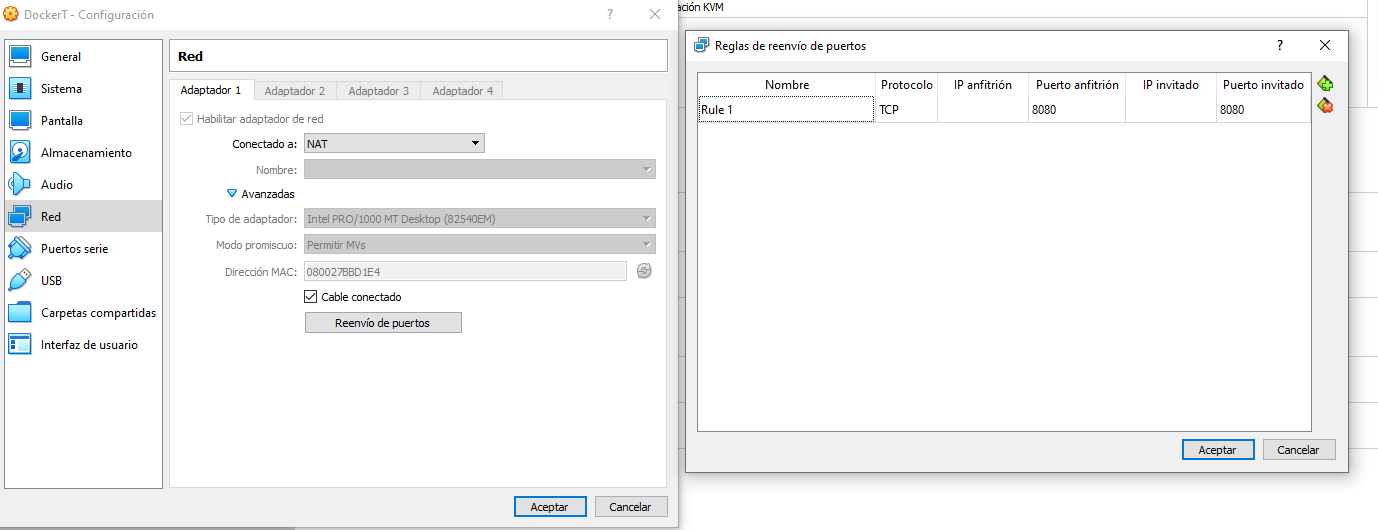 DockerT - Configuración
?
General
Sistema
Pantalla
Almacenamiento
Audio
Red
Puertos serie
USB
Carpetas compartidas
Interfaz de usuario
Red
Adaptador 1 Adaptador 2 Adaptador 3 Adaptador 4
Habilitar adaptador de red
Conectado a: NAT
Nombre:
Avanzadas
Tipo de adaptador: Intel PRO/1000 MT Desktop (82540EM)
Modo promiscuo: Permitir MVs
Dirección MAC: 080027BBD1E4
Cable conectado
Reenvío de puertos
Aceptar Cancelar
ación KVM
Reglas de reenvío de puertos
?
Nombre Protocolo IP anfitrión Puerto anfitrión IP invitado Puerto invitado
Rule 1 TCP 8080 8080
Aceptar Cancelar